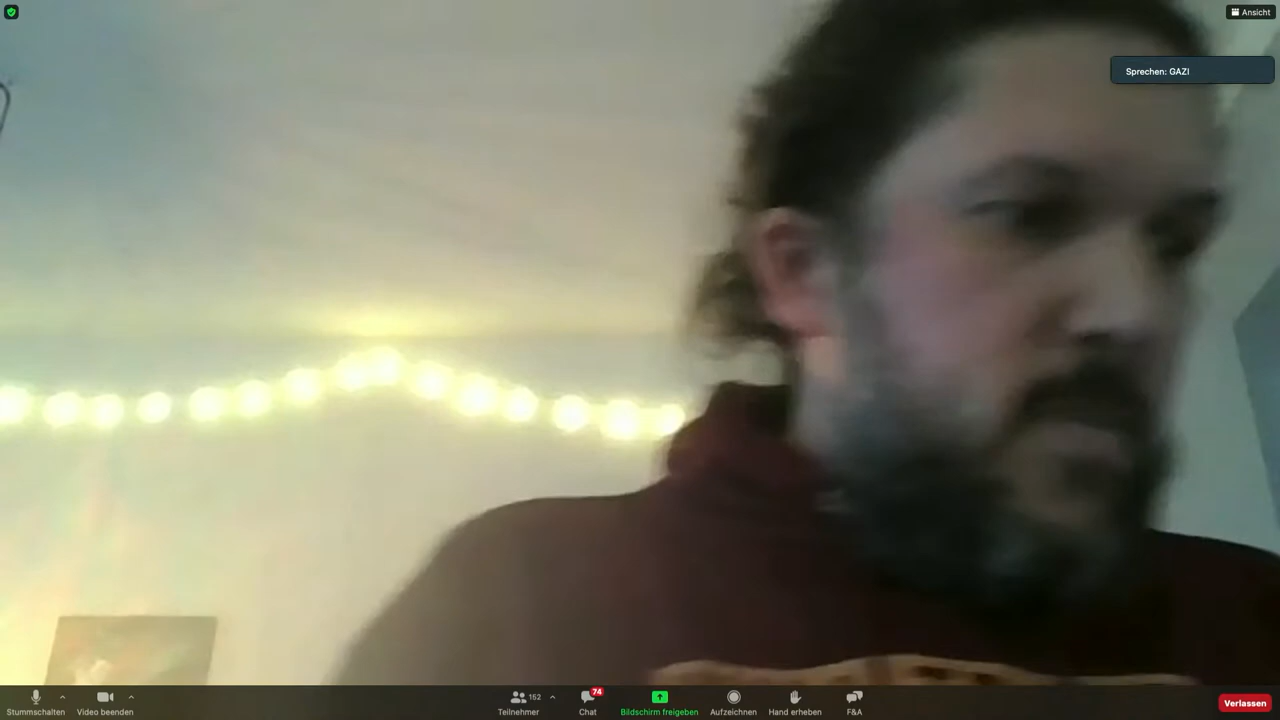 Ansicht
Sprechen: GAZI
Stummschalten
Video beenden
152
Teilnehmer
74
Chat
Bildschirm freigeben
Aufzeichnen
Hand erheben
F&A
Verlassen